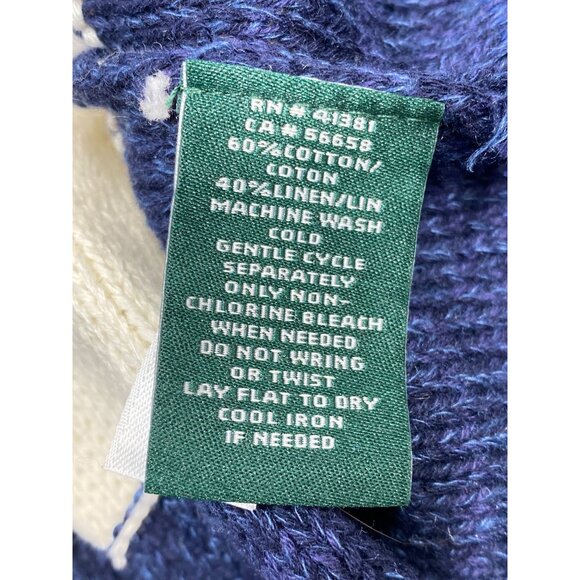 RN # 41381
CA # 56658
60%COTTON/
COTON
40%LINEN/LIN
MACHINE WASH
COLD
GENTLE CYCLE
SEPARATELY
ONLY NON-
CHLORINE BLEACH
WHEN NEEDED
DO NOT WRING
OR TWIST
LAY FLAT TO DRY
COOL IRON
IF NEEDED